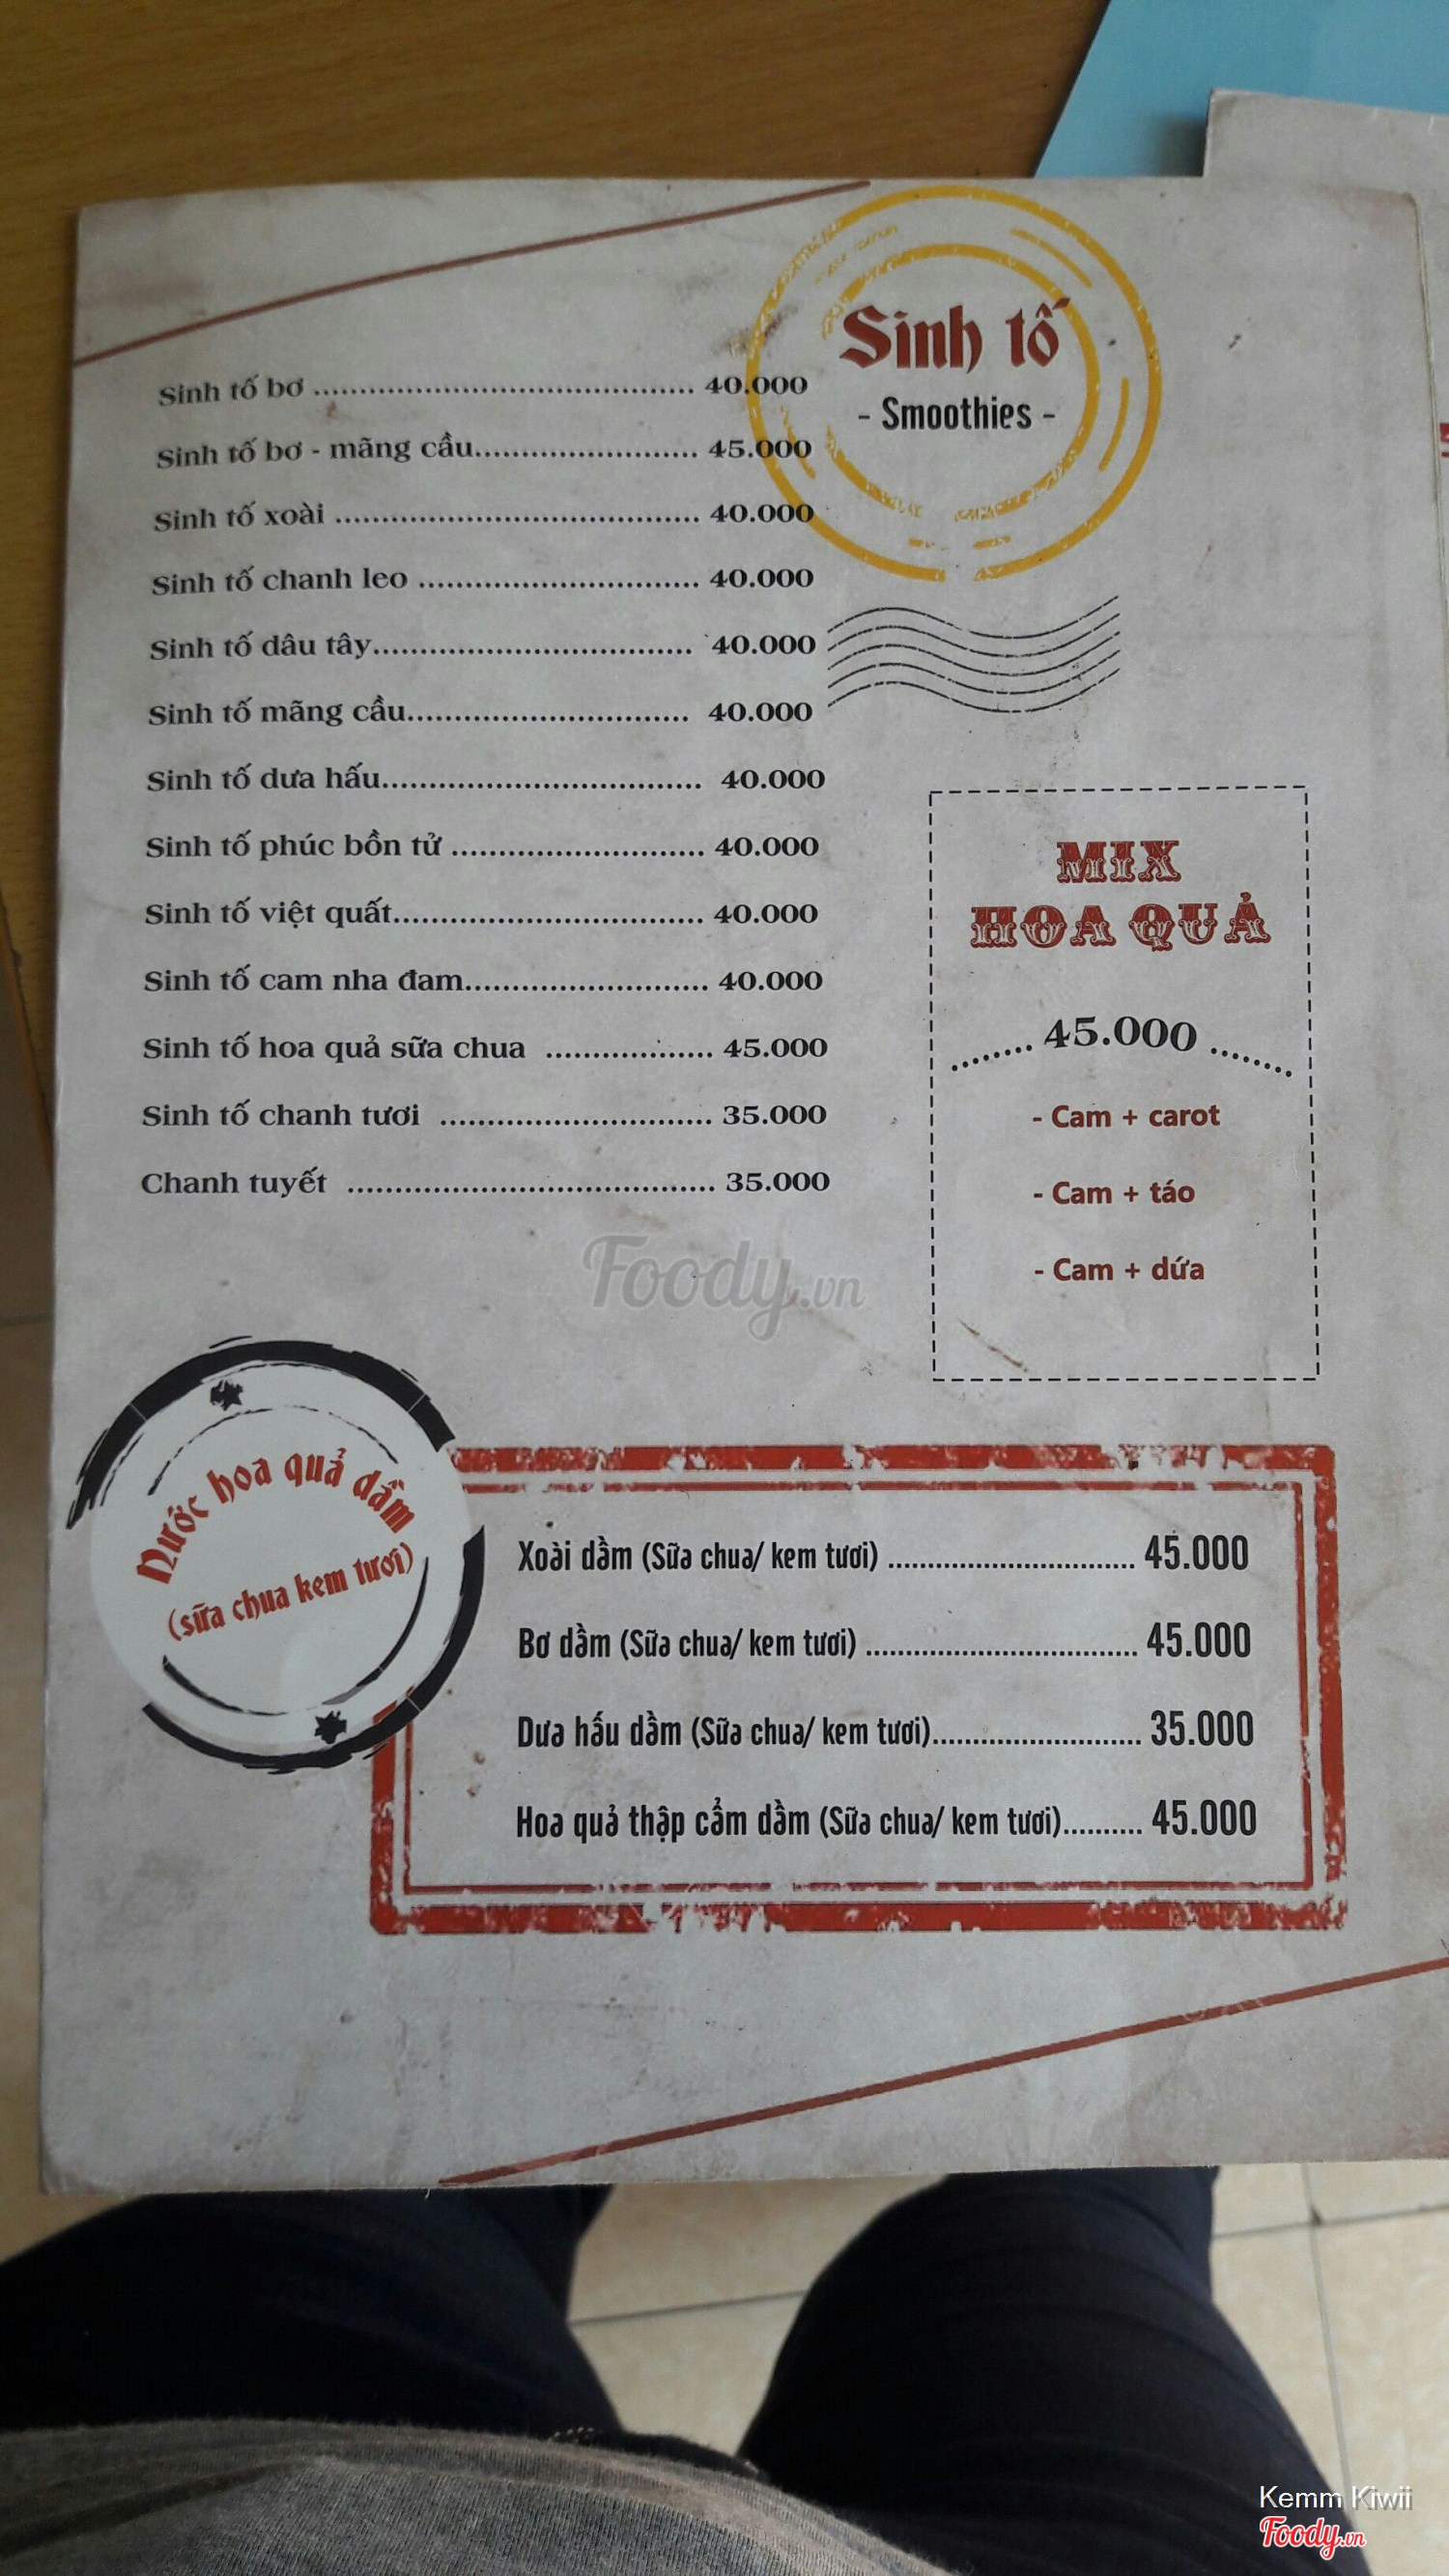 Sinh tố
- Smoothies -
Sinh tố bơ ........................................ 40.000
Sinh tố bơ - mãng cầu........................ 45.000
Sinh tố xoài ....................................... 40.000
Sinh tố chanh leo .............................. 40.000
Sinh tố dâu tây.................................. 40.000
Sinh tố mãng cầu.............................. 40.000
Sinh tố dưa hấu.................................. 40.000
Sinh tố phúc bồn tử ........................... 40.000
Sinh tố việt quất................................. 40.000
Sinh tố cam nha đam.......................... 40.000
Sinh tố hoa quả sữa chua .................. 45.000
Sinh tố chanh tươi ............................. 35.000
Chanh tuyết ....................................... 35.000
MIX
HOA QUẢ
........ 45.000 ........
- Cam + carot
- Cam + táo
- Cam + dứa
Foody.vn
Nước hoa quả dầm
(sữa chua kem tươi)
Xoài dầm (Sữa chua/ kem tươi) ............................... 45.000
Bơ dầm (Sữa chua/ kem tươi) .................................. 45.000
Dưa hấu dầm (Sữa chua/ kem tươi).......................... 35.000
Hoa quả thập cẩm dầm (Sữa chua/ kem tươi).......... 45.000
Kemm Kiwii
Foody.vn